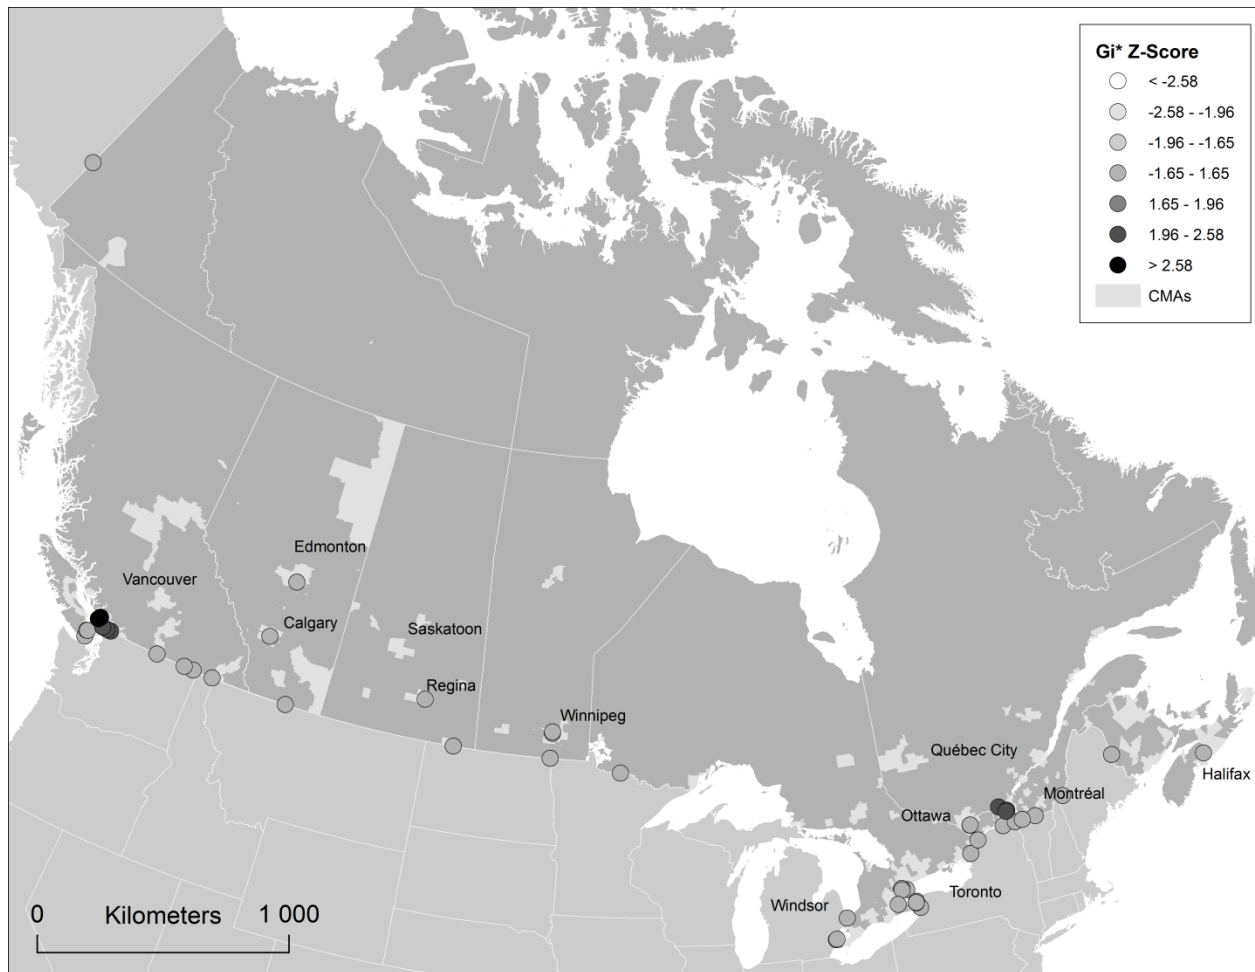 Gi* Z-Score
< -2.58
-2.58 - -1.96
-1.96 - -1.65
-1.65 - 1.65
1.65 - 1.96
1.96 - 2.58
> 2.58
CMAs
Edmonton
Vancouver
Calgary
Saskatoon
Regina
Winnipeg
Québec City
Halifax
Montréal
Ottawa
Toronto
Windsor
0 Kilometers 1 000